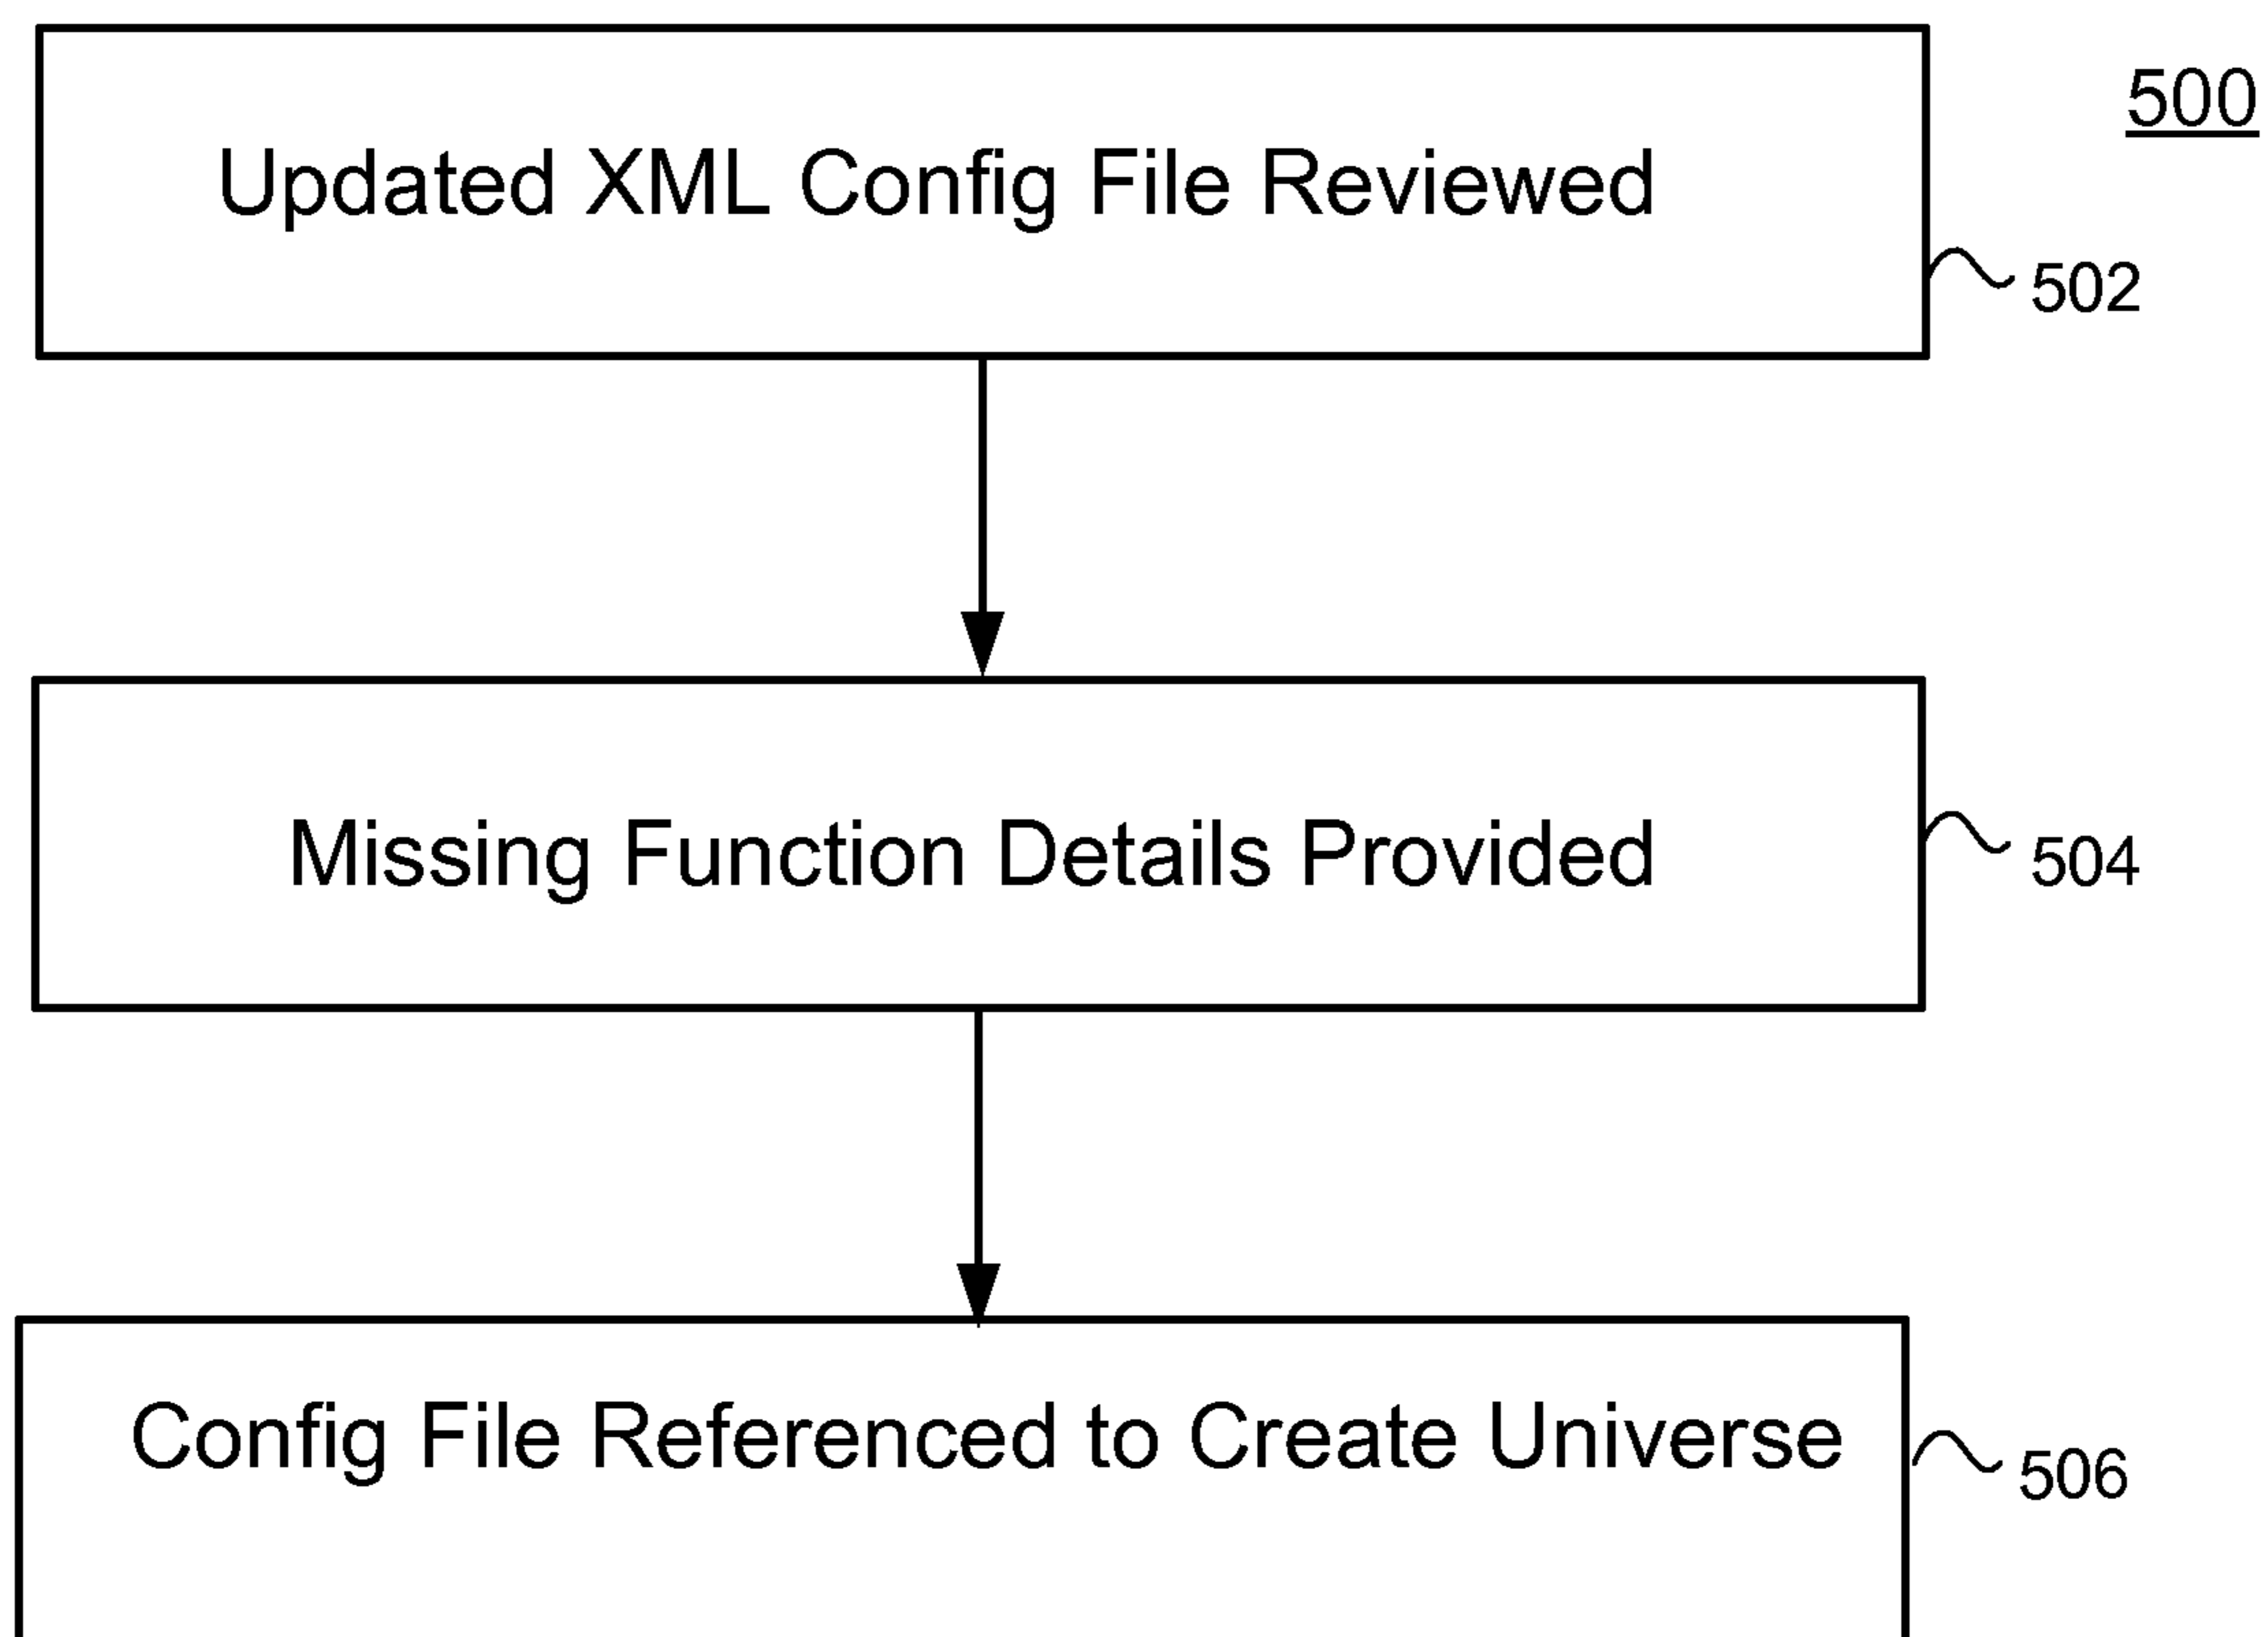 500
Updated XML Config File Reviewed
502
Missing Function Details Provided
504
Config File Referenced to Create Universe
506